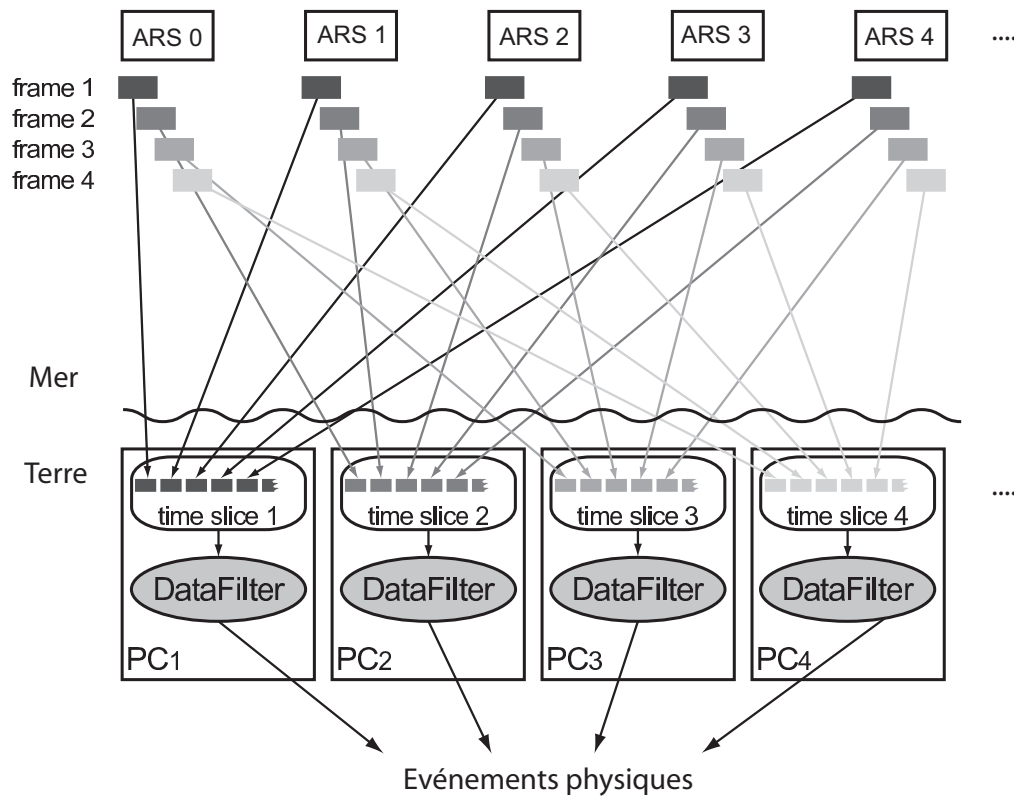 ARS 0 ARS 1 ARS 2 ARS 3 ARS 4 ....
frame 1
frame 2
frame 3
frame 4
Mer
Terre
time slice 1 time slice 2 time slice 3 time slice 4 ....
DataFilter DataFilter DataFilter DataFilter
PC1 PC2 PC3 PC4
Evénements physiques